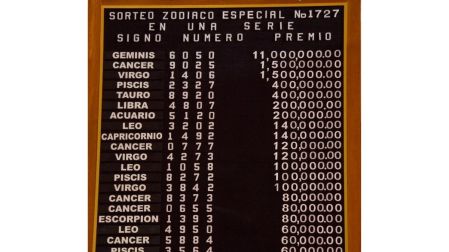 SORTEO ZODIACO ESPECIAL No1727
EN UNA SERIE
SIGNO NUMERO PREMIO
GEMINIS 6050 11,000,000.00
CANCER 9025 1,500,000.00
VIRGO 1406 1,500,000.00
PISCIS 2327 400,000.00
TAURO 8920 400,000.00
LIBRA 4807 200,000.00
ACUARIO 5120 200,000.00
LEO 3202 140,000.00
CAPRICORNIO 1492 140,000.00
CANCER 0777 120,000.00
VIRGO 4273 120,000.00
LEO 1058 100,000.00
PISCIS 8272 100,000.00
VIRGO 3842 100,000.00
CANCER 8373 80,000.00
CANCER 0655 80,000.00
ESCORPION 1393 80,000.00
LEO 4950 60,000.00
CANCER 5884 60,000.00
PISCIS 3564 60,000.00